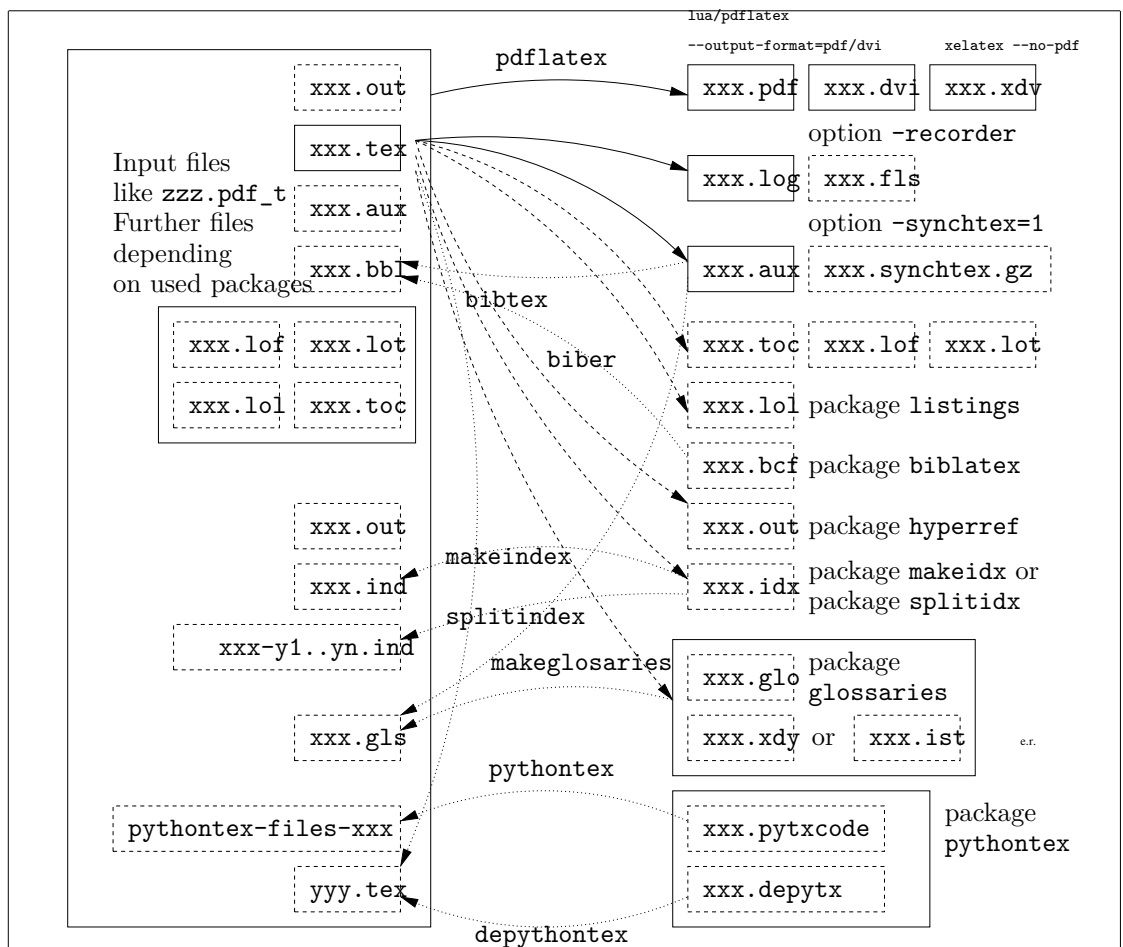 lua/pdflatex
--output-format=pdf/dvi
xelatex --no-pdf
pdflatex
xxx.out
xxx.pdf
xxx.dvi
xxx.xdv
option -recorder
xxx.tex
Input files
like zzz.pdf_t
Further files
depending
on used packages
xxx.log
xxx.fls
xxx.aux
option -synchtex=1
xxx.bbl
xxx.aux
xxx.synchtex.gz
bibtex
xxx.lof
xxx.lot
biber
xxx.toc
xxx.lof
xxx.lot
xxx.lol
xxx.toc
xxx.lol
package listings
xxx.bcf
package biblatex
xxx.out
xxx.out
package hyperref
makeindex
xxx.ind
xxx.idx
package makeidx or
package splitidx
splitindex
xxx-y1..yn.ind
makeglosaries
xxx.glo
package
glossaries
xxx.gls
xxx.xdy
or
xxx.ist
e.r.
pythontex
pythontex-files-xxx
xxx.pytxcode
package
pythontex
yyy.tex
xxx.depytx
depythontex